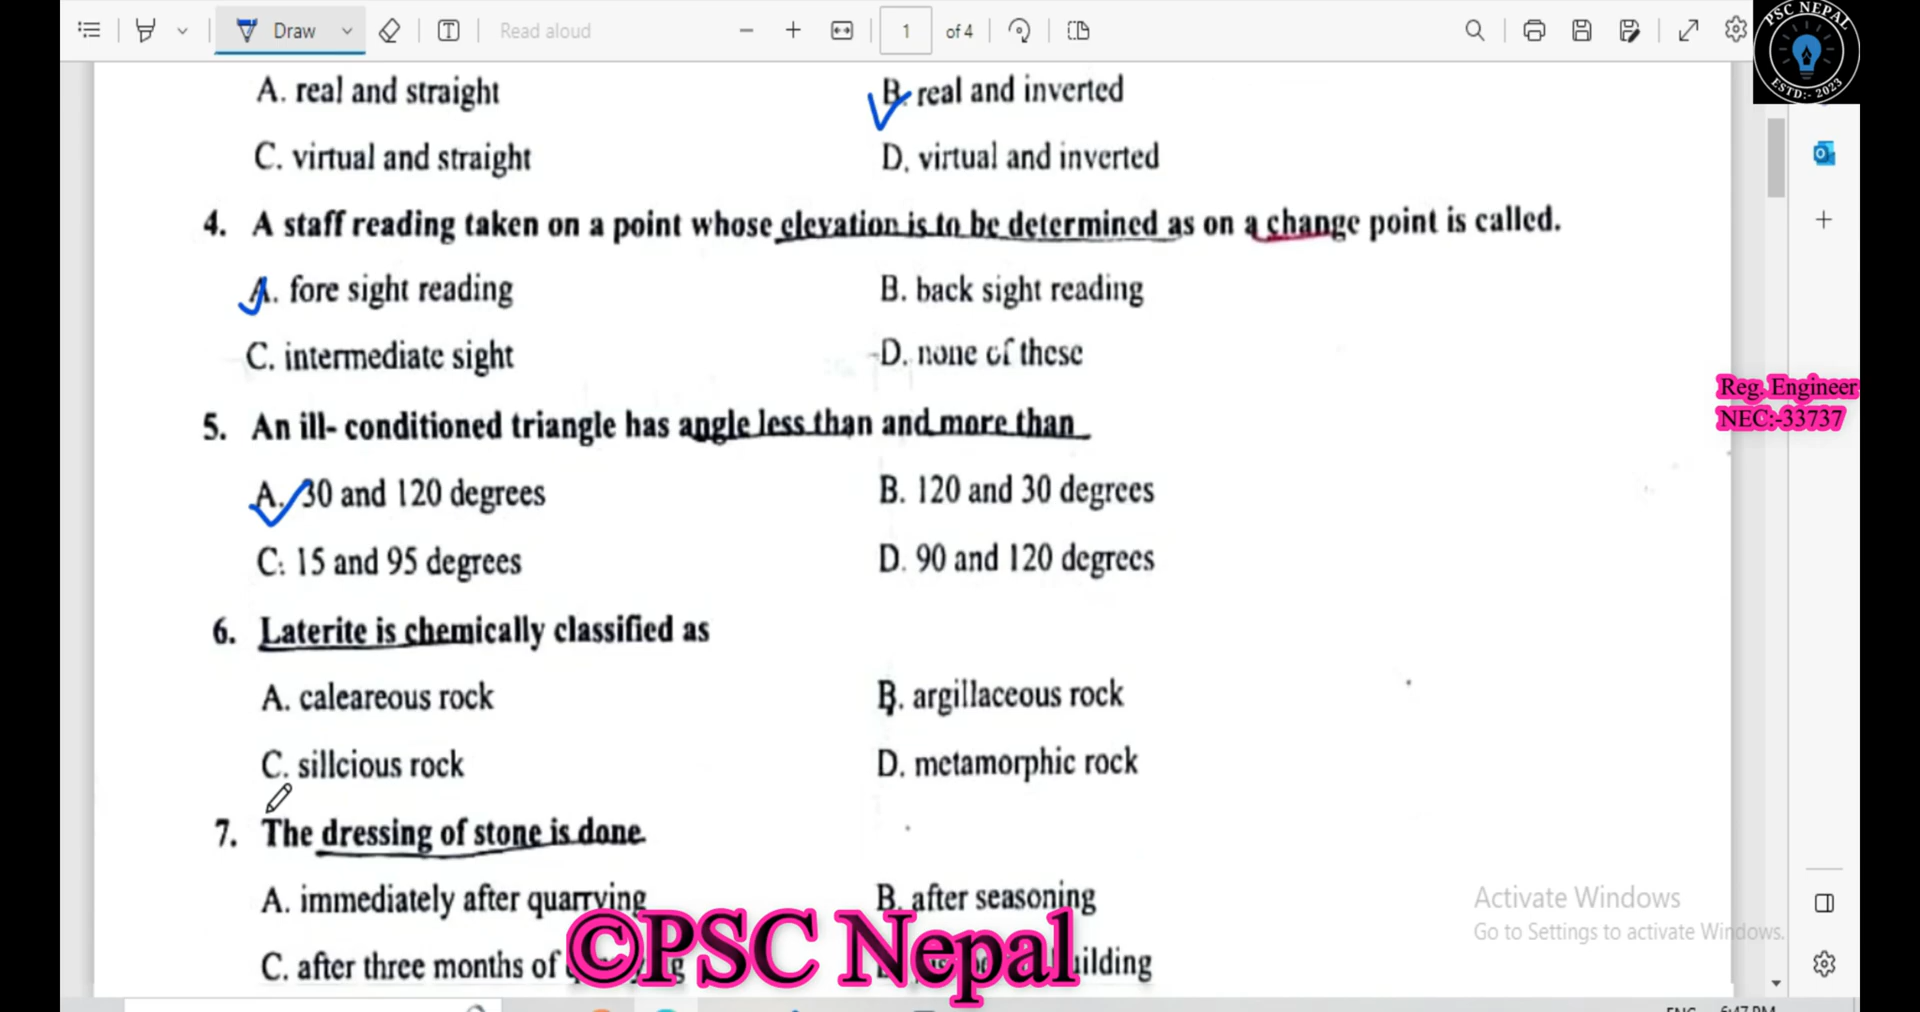 Draw
Read aloud
1 of 4
PSC NEPAL
ESTD:- 2023
A. real and straight B. real and inverted
C. virtual and straight D. virtual and inverted
4. A staff reading taken on a point whose elevation is to be determined as on a change point is called.
A. fore sight reading B. back sight reading
C. intermediate sight D. none of these
Reg. Engineer
NEC:-33737
5. An ill- conditioned triangle has angle less than and more than
A. 30 and 120 degrees B. 120 and 30 degrees
C. 15 and 95 degrees D. 90 and 120 degrees
6. Laterite is chemically classified as
A. caleareous rock B. argillaceous rock
C. sillcious rock D. metamorphic rock
7. The dressing of stone is done
A. immediately after quarrying B. after seasoning
C. after three months of
©PSC Nepal
Activate Windows
Go to Settings to activate Windows.